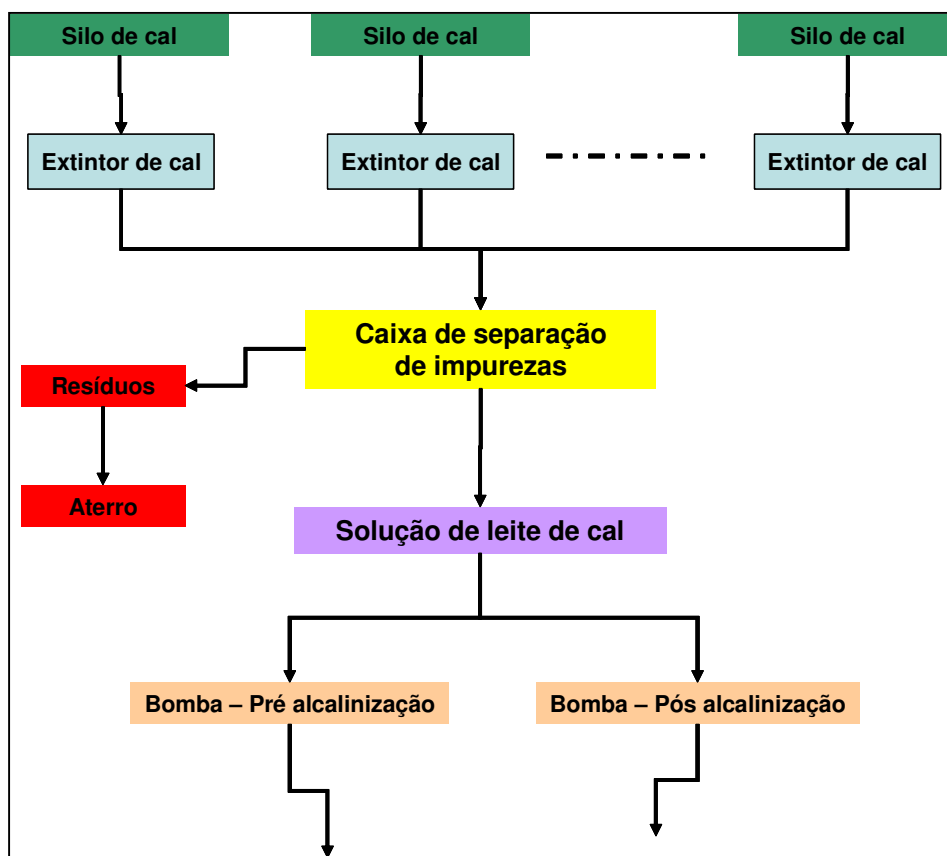 Silo de cal
Silo de cal
Silo de cal
Extintor de cal
Extintor de cal
Extintor de cal
Caixa de separação
de impurezas
Resíduos
Aterro
Solução de leite de cal
Bomba – Pré alcalinização
Bomba – Pós alcalinização